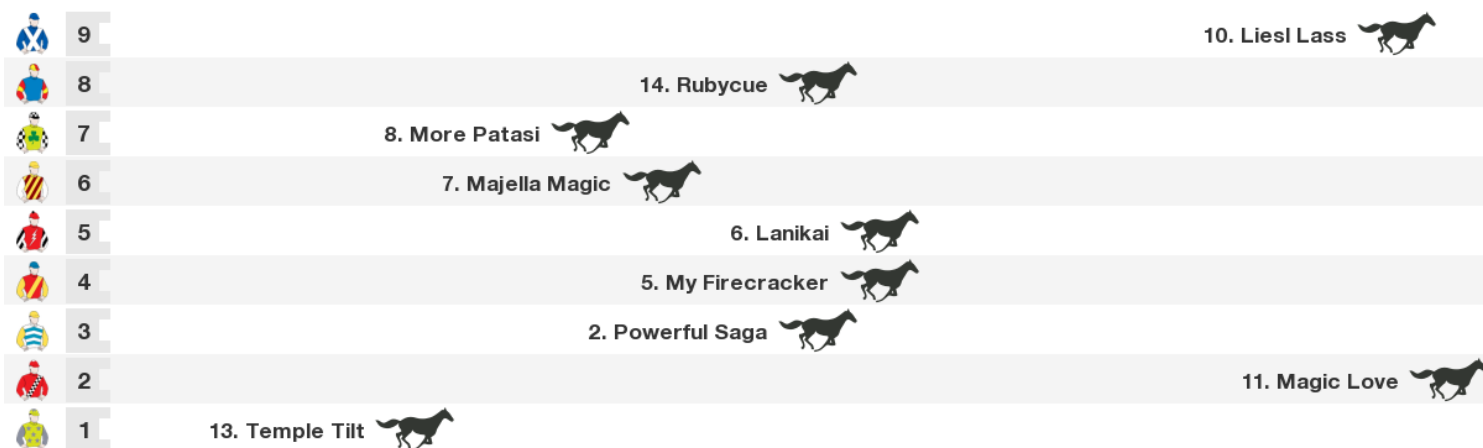 9 10. Liesl Lass
8 14. Rubycue
7 8. More Patasi
6 7. Majella Magic
5 6. Lanikai
4 5. My Firecracker
3 2. Powerful Saga
2 11. Magic Love
1 13. Temple Tilt